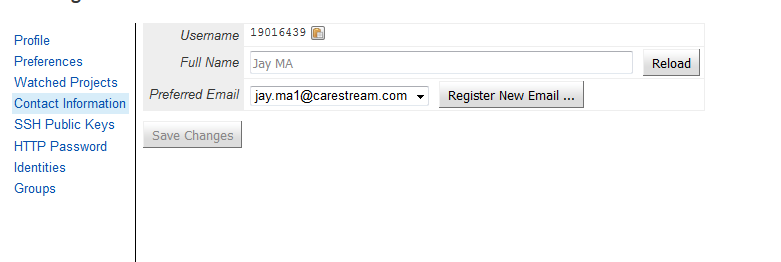 Profile
Preferences
Watched Projects
Contact Information
SSH Public Keys
HTTP Password
Identities
Groups
Username 19016439
Full Name Jay MA Reload
Preferred Email jay.ma1@carestream.com Register New Email ...
Save Changes